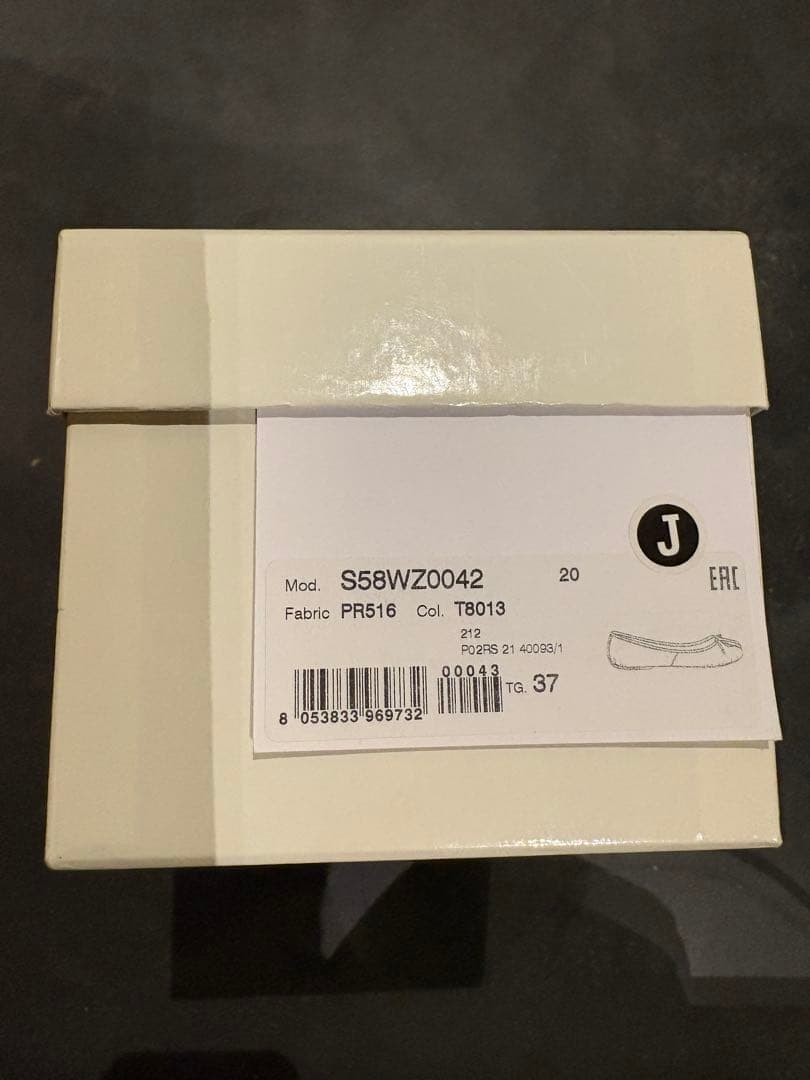 J
Mod. S58WZ0042 20 EAC
Fabric PR516 Col. T8013
212
P02RS 21 40093/1
00043
TG. 37
8 053833 969732